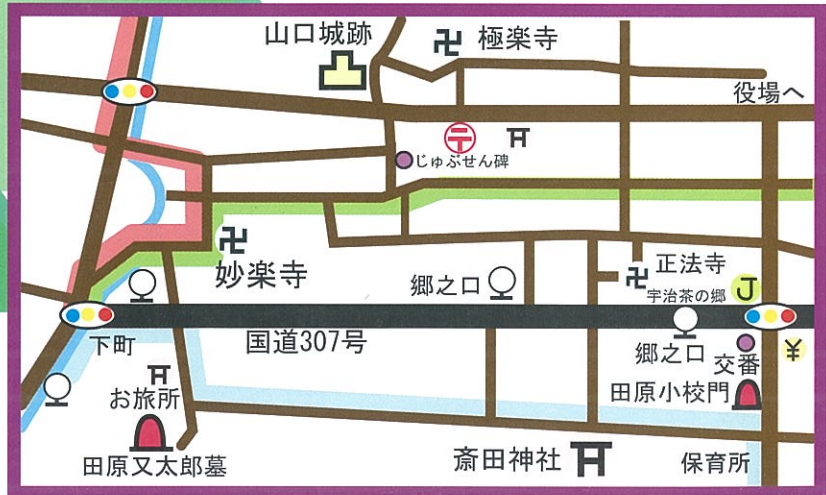 山口城跡
極楽寺
役場へ
〒
じゅぶせん碑
妙楽寺
郷之口
正法寺
宇治茶の郷
J
下町
国道307号
郷之口
交番
¥
お旅所
田原小校門
田原又太郎墓
斎田神社
保育所